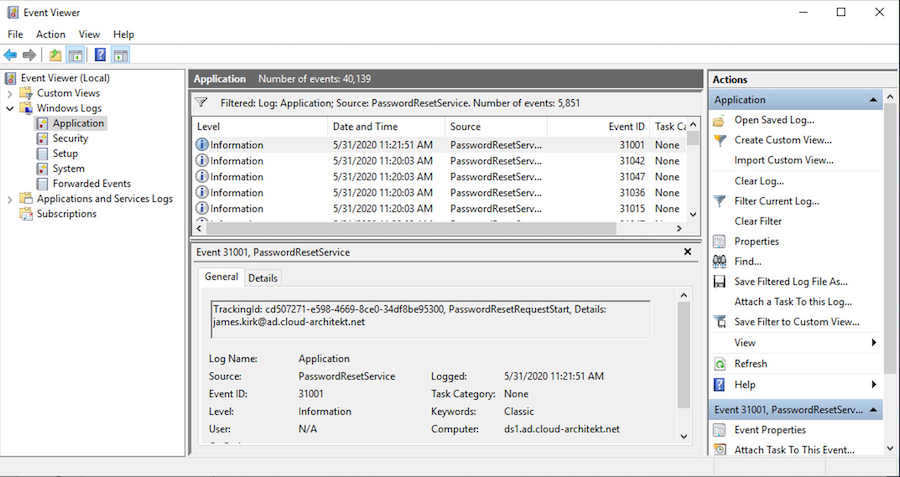 Event Viewer
File Action View Help
Event Viewer (Local)
Custom Views
Windows Logs
Application
Security
Setup
System
Forwarded Events
Applications and Services Logs
Subscriptions
Application Number of events: 40,139
Filtered: Log: Application; Source: PasswordResetService. Number of events: 5,851
Level Date and Time Source Event ID Task Ca
Information 5/31/2020 11:21:51 AM PasswordResetServ... 31001 None
Information 5/31/2020 11:20:03 AM PasswordResetServ... 31042 None
Information 5/31/2020 11:20:03 AM PasswordResetServ... 31047 None
Information 5/31/2020 11:20:03 AM PasswordResetServ... 31036 None
Information 5/31/2020 11:20:03 AM PasswordResetServ... 31015 None
Event 31001, PasswordResetService
General Details
TrackingId: cd507271-e598-4669-8ce0-34df8be95300, PasswordResetRequestStart, Details:
james.kirk@ad.cloud-architekt.net
Log Name: Application
Source: PasswordResetService Logged: 5/31/2020 11:21:51 AM
Event ID: 31001 Task Category: None
Level: Information Keywords: Classic
User: N/A Computer: ds1.ad.cloud-architekt.net
Actions
Application
Open Saved Log...
Create Custom View...
Import Custom View...
Clear Log...
Filter Current Log...
Clear Filter
Properties
Find...
Save Filtered Log File As...
Attach a Task To this Log...
Save Filter to Custom View...
View
Refresh
Help
Event 31001, PasswordResetServ...
Event Properties
Attach Task To This Event...